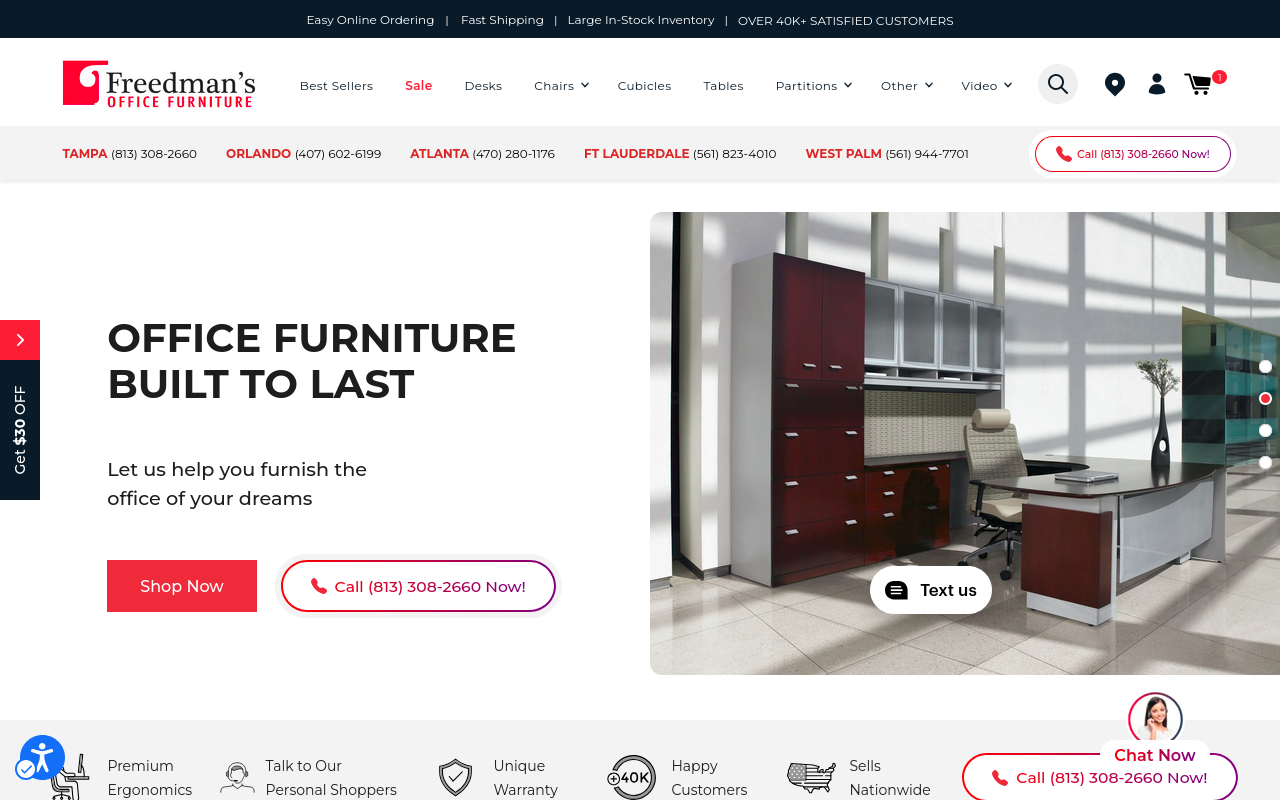 Easy Online Ordering | Fast Shipping | Large In-Stock Inventory | OVER 40K+ SATISFIED CUSTOMERS
Freedman's
OFFICE FURNITURE
Best Sellers Sale Desks Chairs Cubicles Tables Partitions Other Video
1
TAMPA (813) 308-2660 ORLANDO (407) 602-6199 ATLANTA (470) 280-1176 FT LAUDERDALE (561) 823-4010 WEST PALM (561) 944-7701
Call (813) 308-2660 Now!
OFFICE FURNITURE
BUILT TO LAST
Get $30 OFF
Let us help you furnish the
office of your dreams
Shop Now
Call (813) 308-2660 Now!
Text us
Premium
Ergonomics
Talk to Our
Personal Shoppers
Unique
Warranty
+40K
Happy
Customers
Sells
Nationwide
Chat Now
Call (813) 308-2660 Now!